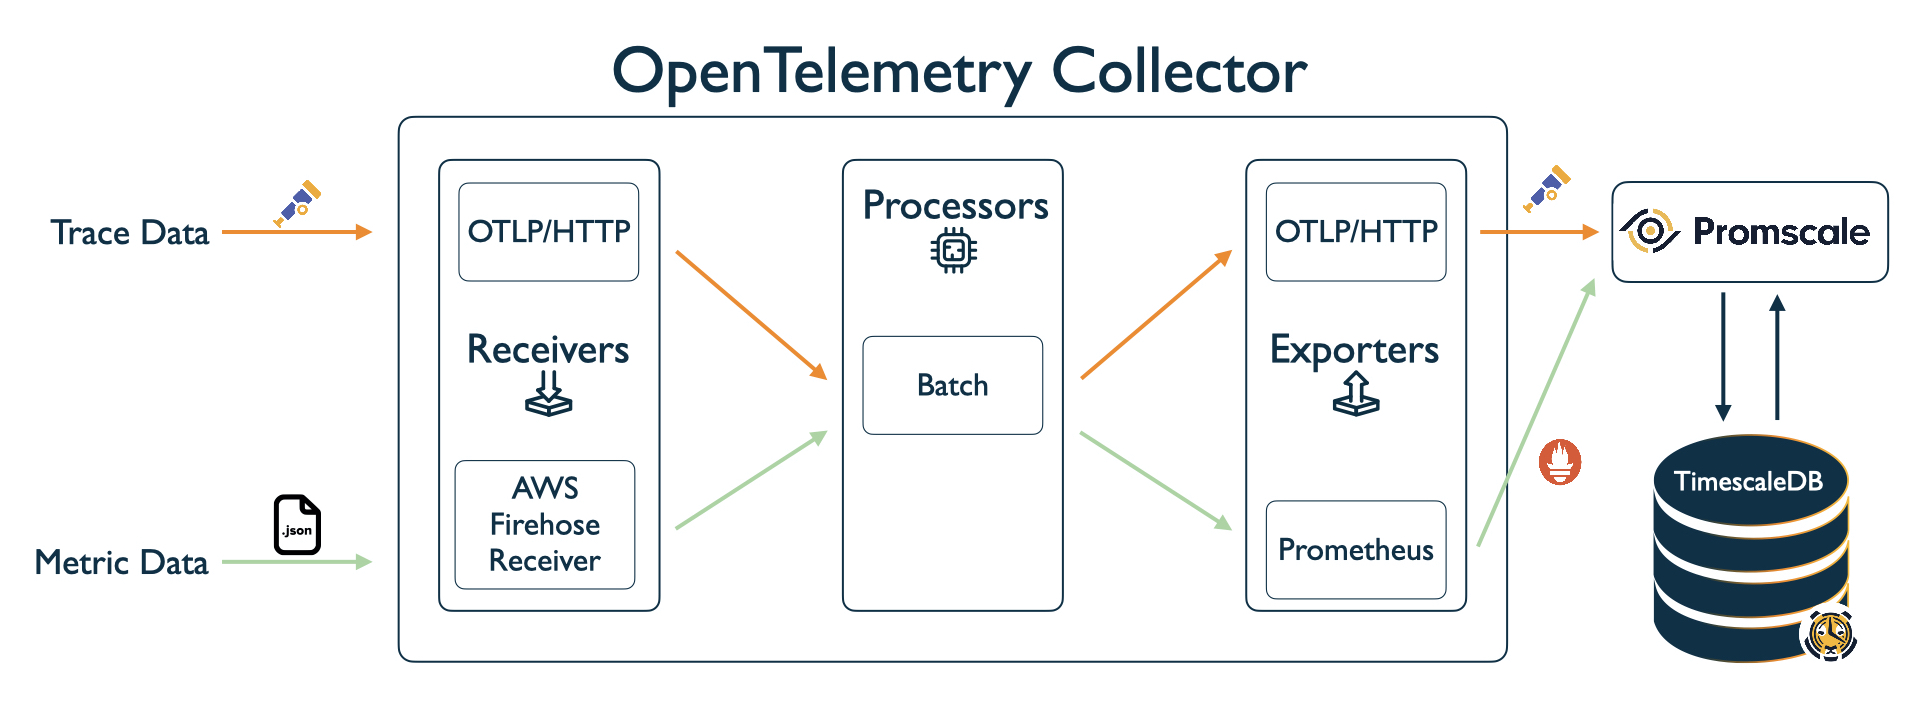 OpenTelemetry Collector
Trace Data
OTLP/HTTP
Receivers
Metric Data
.json
AWS
Firehose
Receiver
Processors
Batch
OTLP/HTTP
Exporters
Prometheus
Promscale
TimescaleDB